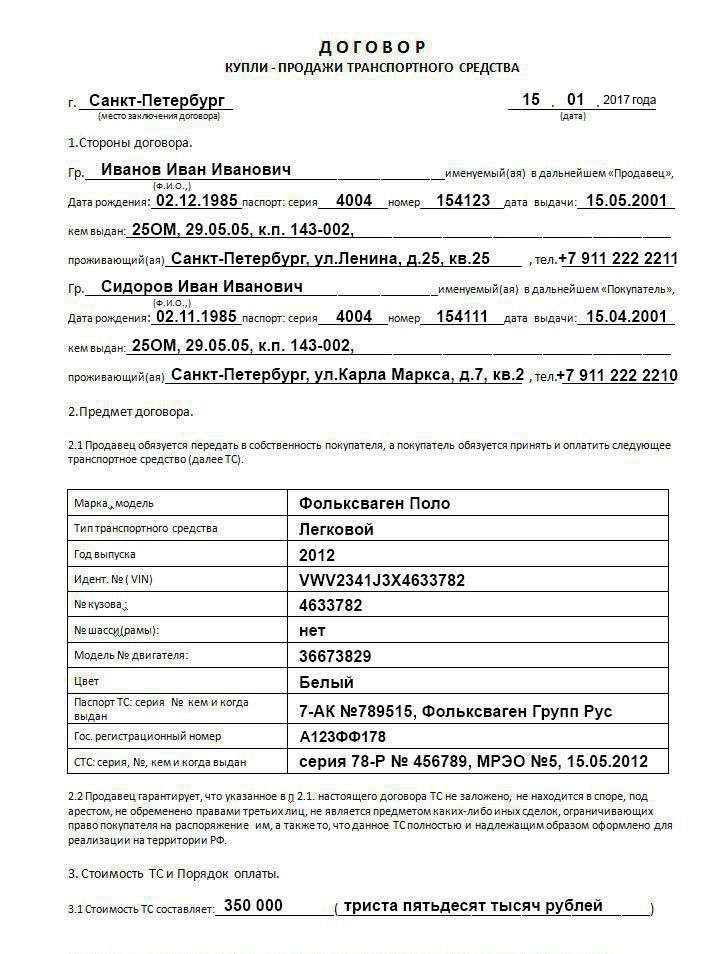 ДОГОВОР
КУПЛИ - ПРОДАЖИ ТРАНСПОРТНОГО СРЕДСТВА
г. Санкт-Петербург 15 . 01 . 2017 года
(место заключения договора) (дата)
1.Стороны договора.
Гр. Иванов Иван Иванович именуемый(ая) в дальнейшем «Продавец»,
(Ф.И.О.,)
Дата рождения: 02.12.1985 паспорт: серия 4004 номер 154123 дата выдачи: 15.05.2001
кем выдан: 25ОМ, 29.05.05, к.п. 143-002,
проживающий(ая) Санкт-Петербург, ул.Ленина, д.25, кв.25 , тел. +7 911 222 2211
Гр. Сидоров Иван Иванович именуемый(ая) в дальнейшем «Покупатель»,
(Ф.И.О.,)
Дата рождения: 02.11.1985 паспорт: серия 4004 номер 154111 дата выдачи: 15.04.2001
кем выдан: 25ОМ, 29.05.05, к.п. 143-002,
проживающий(ая) Санкт-Петербург, ул.Карла Маркса, д.7, кв.2 , тел. +7 911 222 2210
2.Предмет договора.
2.1 Продавец обязуется передать в собственность покупателя, а покупатель обязуется принять и оплатить следующее
транспортное средство (далее ТС).
Марка, модель Фольксваген Поло
Тип транспортного средства Легковой
Год выпуска 2012
Идент. № ( VIN) VWV2341J3X4633782
№ кузова.: 4633782
№ шасси(рамы): нет
Модель № двигателя: 36673829
Цвет Белый
Паспорт ТС: серия № кем и когда
выдан 7-АК №789515, Фольксваген Групп Рус
Гос. регистрационный номер А123ФФ178
СТС: серия, №, кем и когда выдан серия 78-Р № 456789, МРЭО №5, 15.05.2012
2.2 Продавец гарантирует, что указанное в п 2.1. настоящего договора ТС не заложено, не находится в споре, под
арестом, не обременено правами третьих лиц, не является предметом каких-либо иных сделок, ограничивающих
право покупателя на распоряжение им, а также то, что данное ТС полностью и надлежащим образом оформлено для
реализации на территории РФ.
3. Стоимость ТС и Порядок оплаты.
3.1 Стоимость ТС составляет: 350 000 ( триста пятьдесят тысяч рублей )